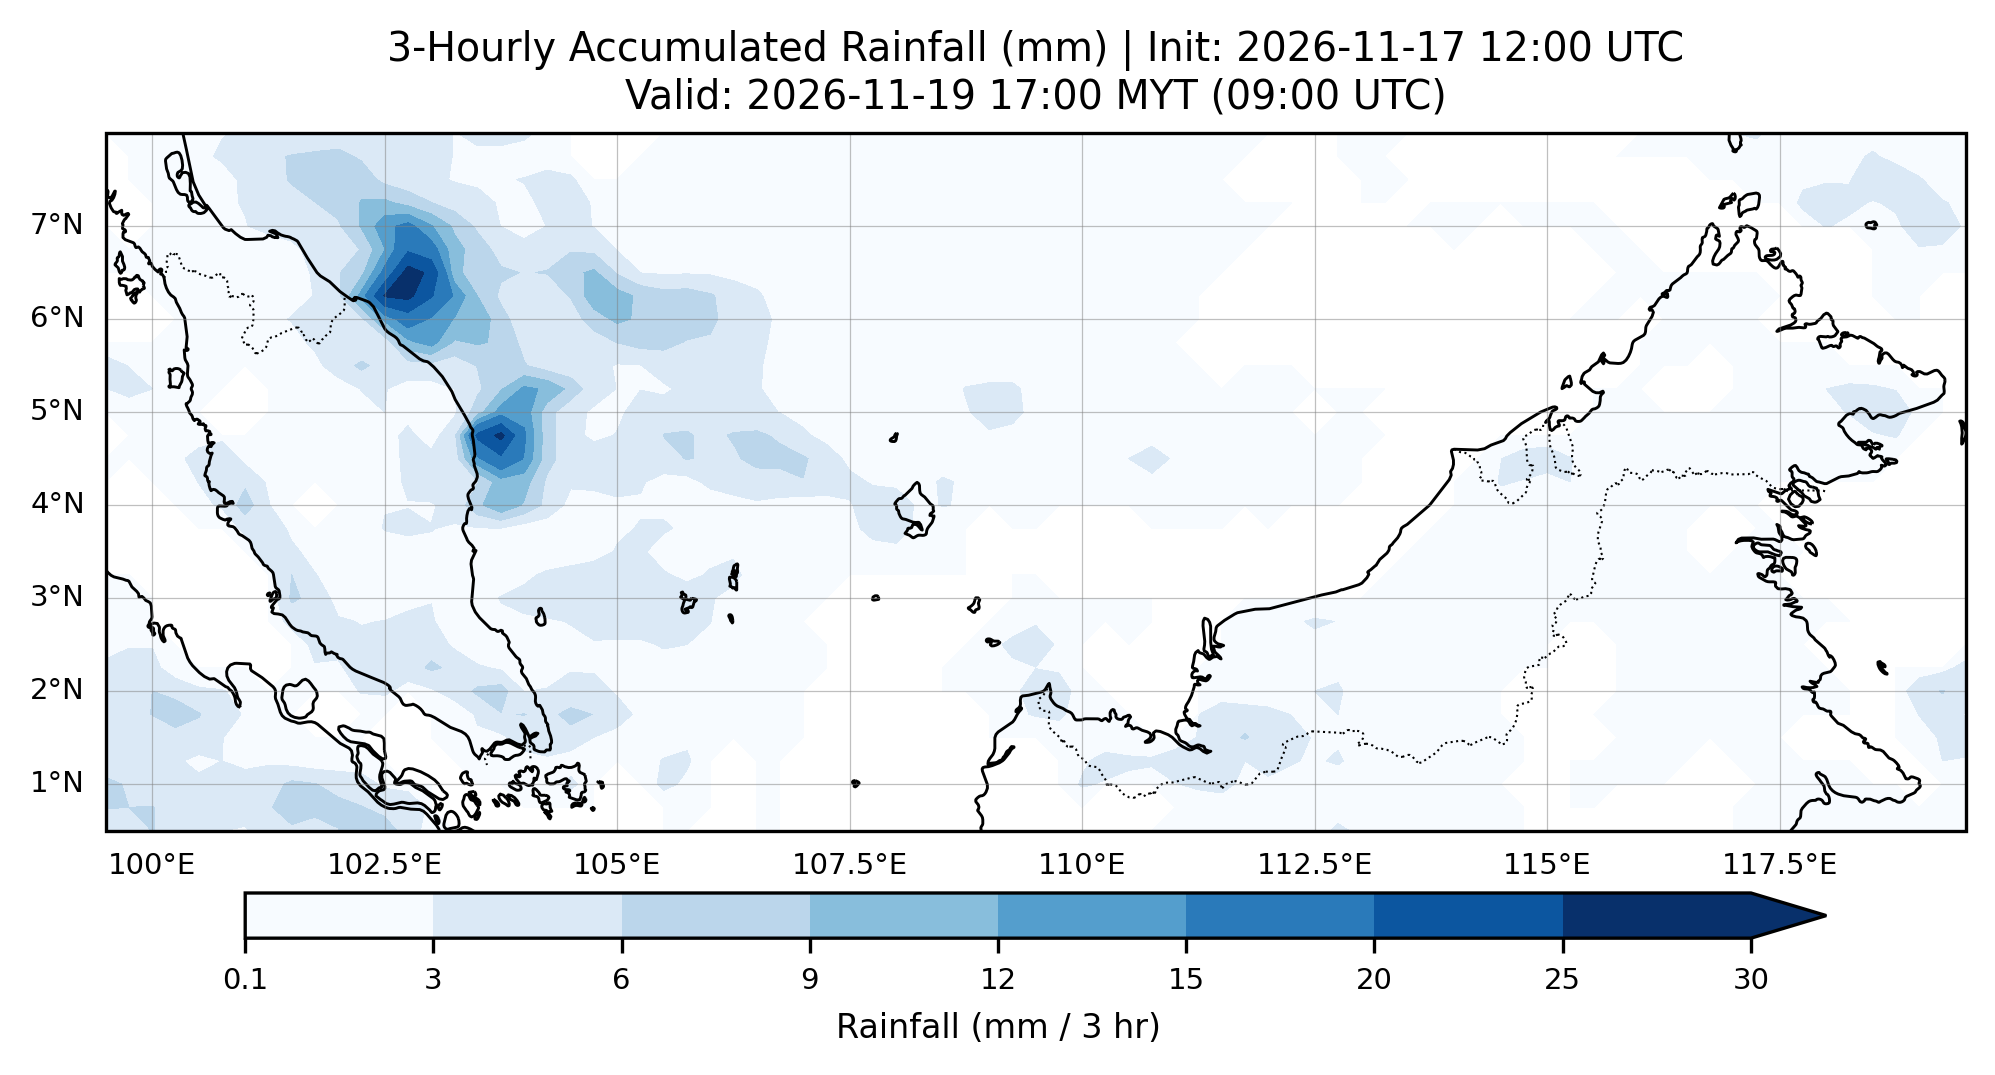 3-Hourly Accumulated Rainfall (mm) | Init: 2026-11-17 12:00 UTC
Valid: 2026-11-19 17:00 MYT (09:00 UTC)
7°N
6°N
5°N
4°N
3°N
2°N
1°N
100°E 102.5°E 105°E 107.5°E 110°E 112.5°E 115°E 117.5°E
0.1 3 6 9 12 15 20 25 30
Rainfall (mm / 3 hr)